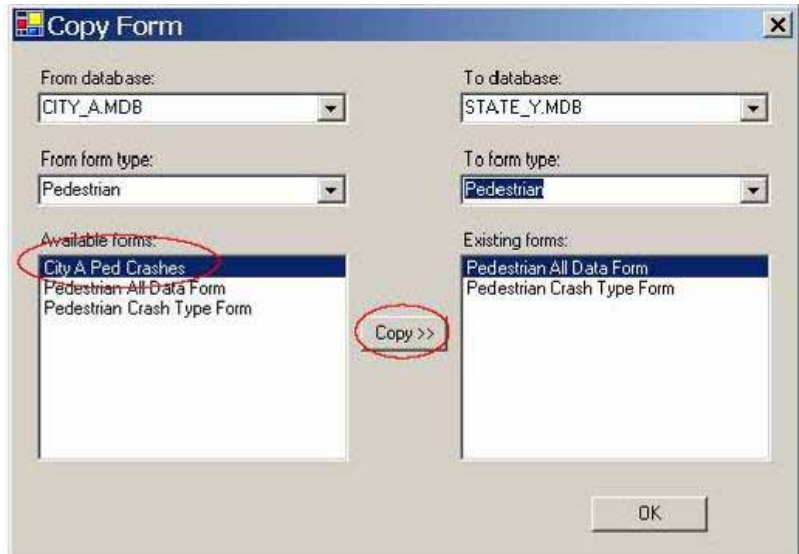 Copy Form
From database:
CITY_A.MDB
From form type:
Pedestrian
Available forms:
City A Ped Crashes
Pedestrian All Data Form
Pedestrian Crash Type Form
Copy >>
To database:
STATE_Y.MDB
To form type:
Pedestrian
Existing forms:
Pedestrian All Data Form
Pedestrian Crash Type Form
OK